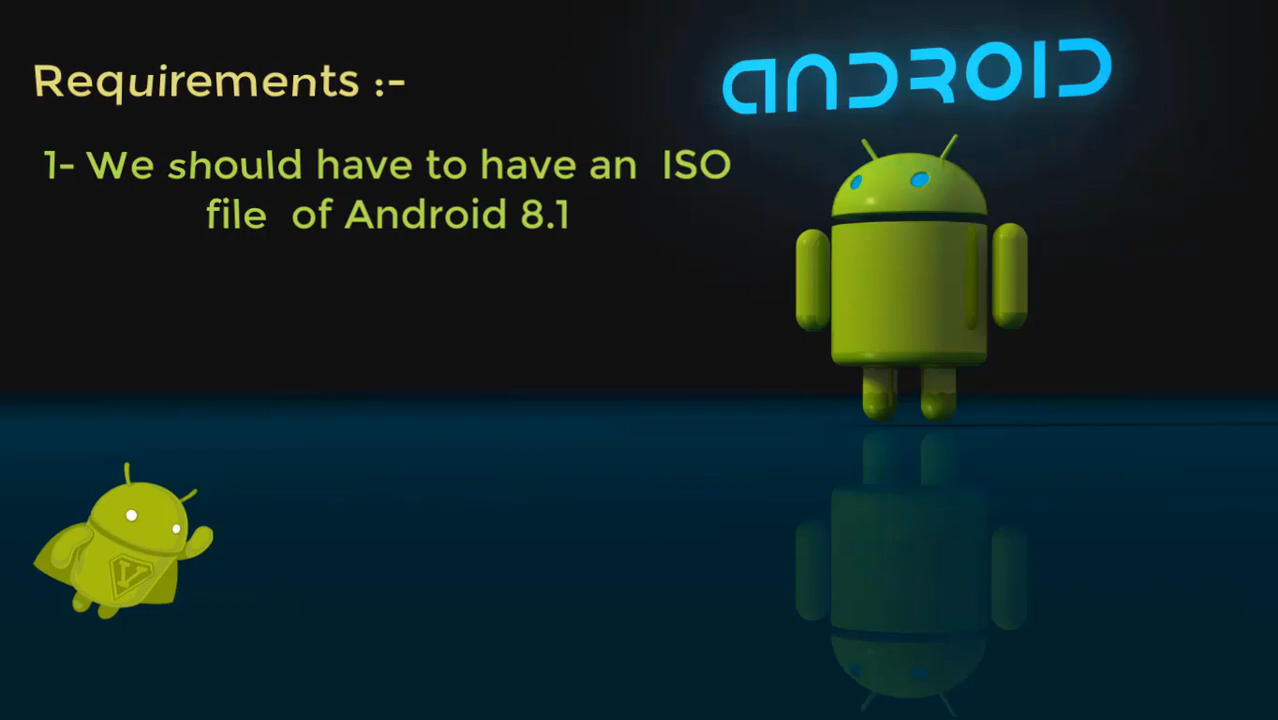 ANDROID
Requirements :-
1- We should have to have an ISO
file of Android 8.1
V